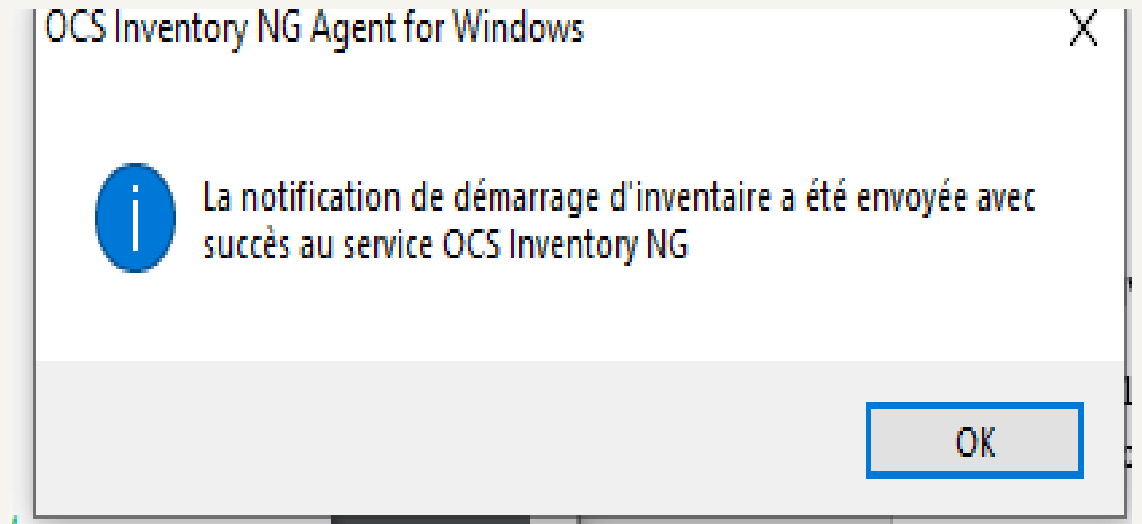 OCS Inventory NG Agent for Windows
La notification de démarrage d'inventaire a été envoyée avec
succès au service OCS Inventory NG
OK